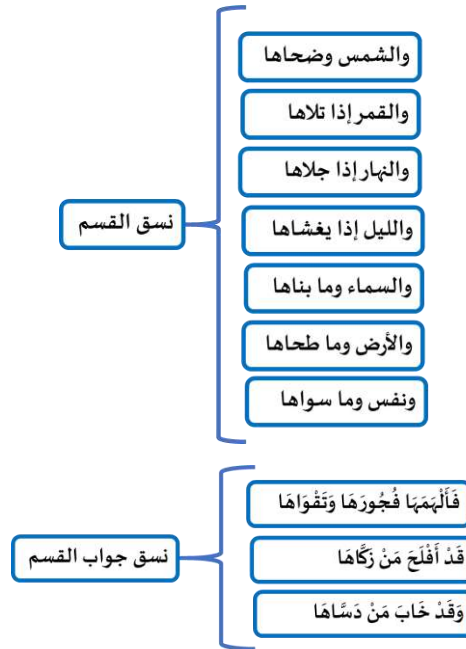 والشمس وضحاها
والقمر إذا تلاها
والنهار إذا جلاها
والليل إذا يغشاها
والسماء وما بناها
والأرض وما طحاها
ونفس وما سواها
نسق القسم
فَأَلْهَمَهَا فُجُورَهَا وَتَقْوَاهَا
قَدْ أَفْلَحَ مَنْ زَكَّاهَا
وَقَدْ خَابَ مَنْ دَسَّاهَا
نسق جواب القسم